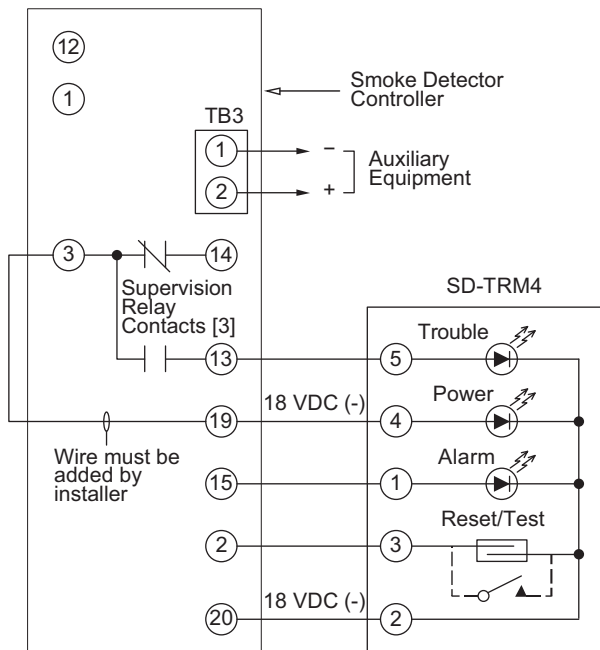 12
1
Smoke Detector
Controller
TB3
1
−
2
+
Auxiliary
Equipment
3
14
Supervision
Relay
Contacts [3]
SD-TRM4
13
5
Trouble
19
18 VDC (-)
4
Power
Wire must be
added by
installer
15
1
Alarm
2
3
Reset/Test
20
18 VDC (-)
2